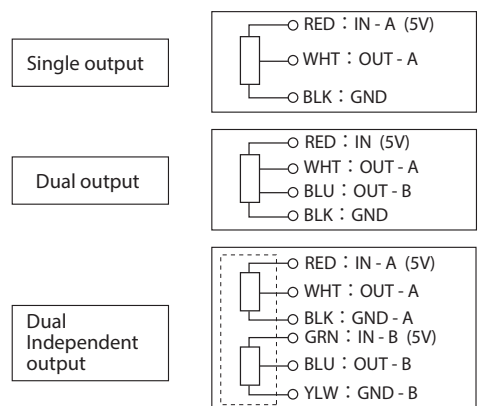 Single output
RED：IN - A (5V)
WHT：OUT - A
BLK：GND
Dual output
RED：IN (5V)
WHT：OUT - A
BLU：OUT - B
BLK：GND
Dual
Independent
output
RED：IN - A (5V)
WHT：OUT - A
BLK：GND - A
GRN：IN - B (5V)
BLU：OUT - B
YLW：GND - B